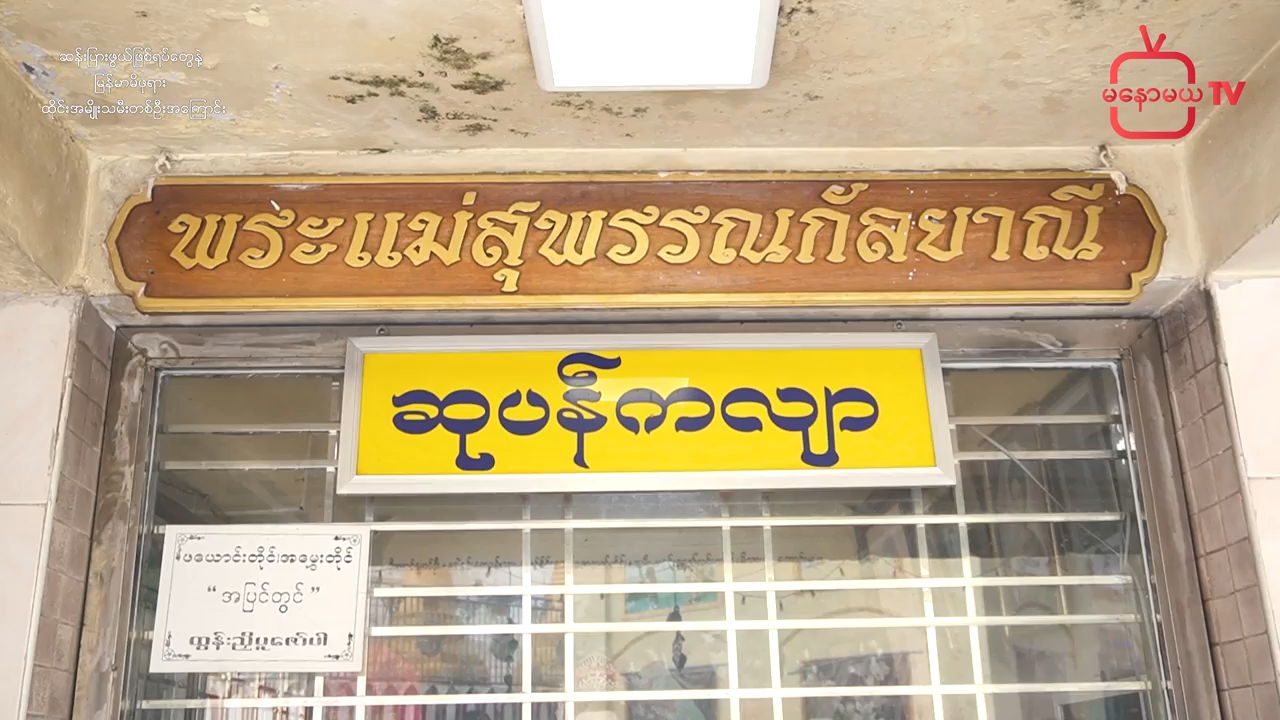 ဆန်းပြားဖွယ်ဖြစ်ရပ်တွေနဲ့
မြန်မာမိဖုရား
ထိုင်းအမျိုးသမီးတစ်ဦးအကြောင်း
မနောမယ TV
พระแม่สุพรรณกัลยาณี
ဆုပန်ကလျာ
ဖယောင်းတိုင်၊အမွှေးတိုင်
“ အပြင်တွင် ”
ထွန်းညှိပူဇော်ပါ